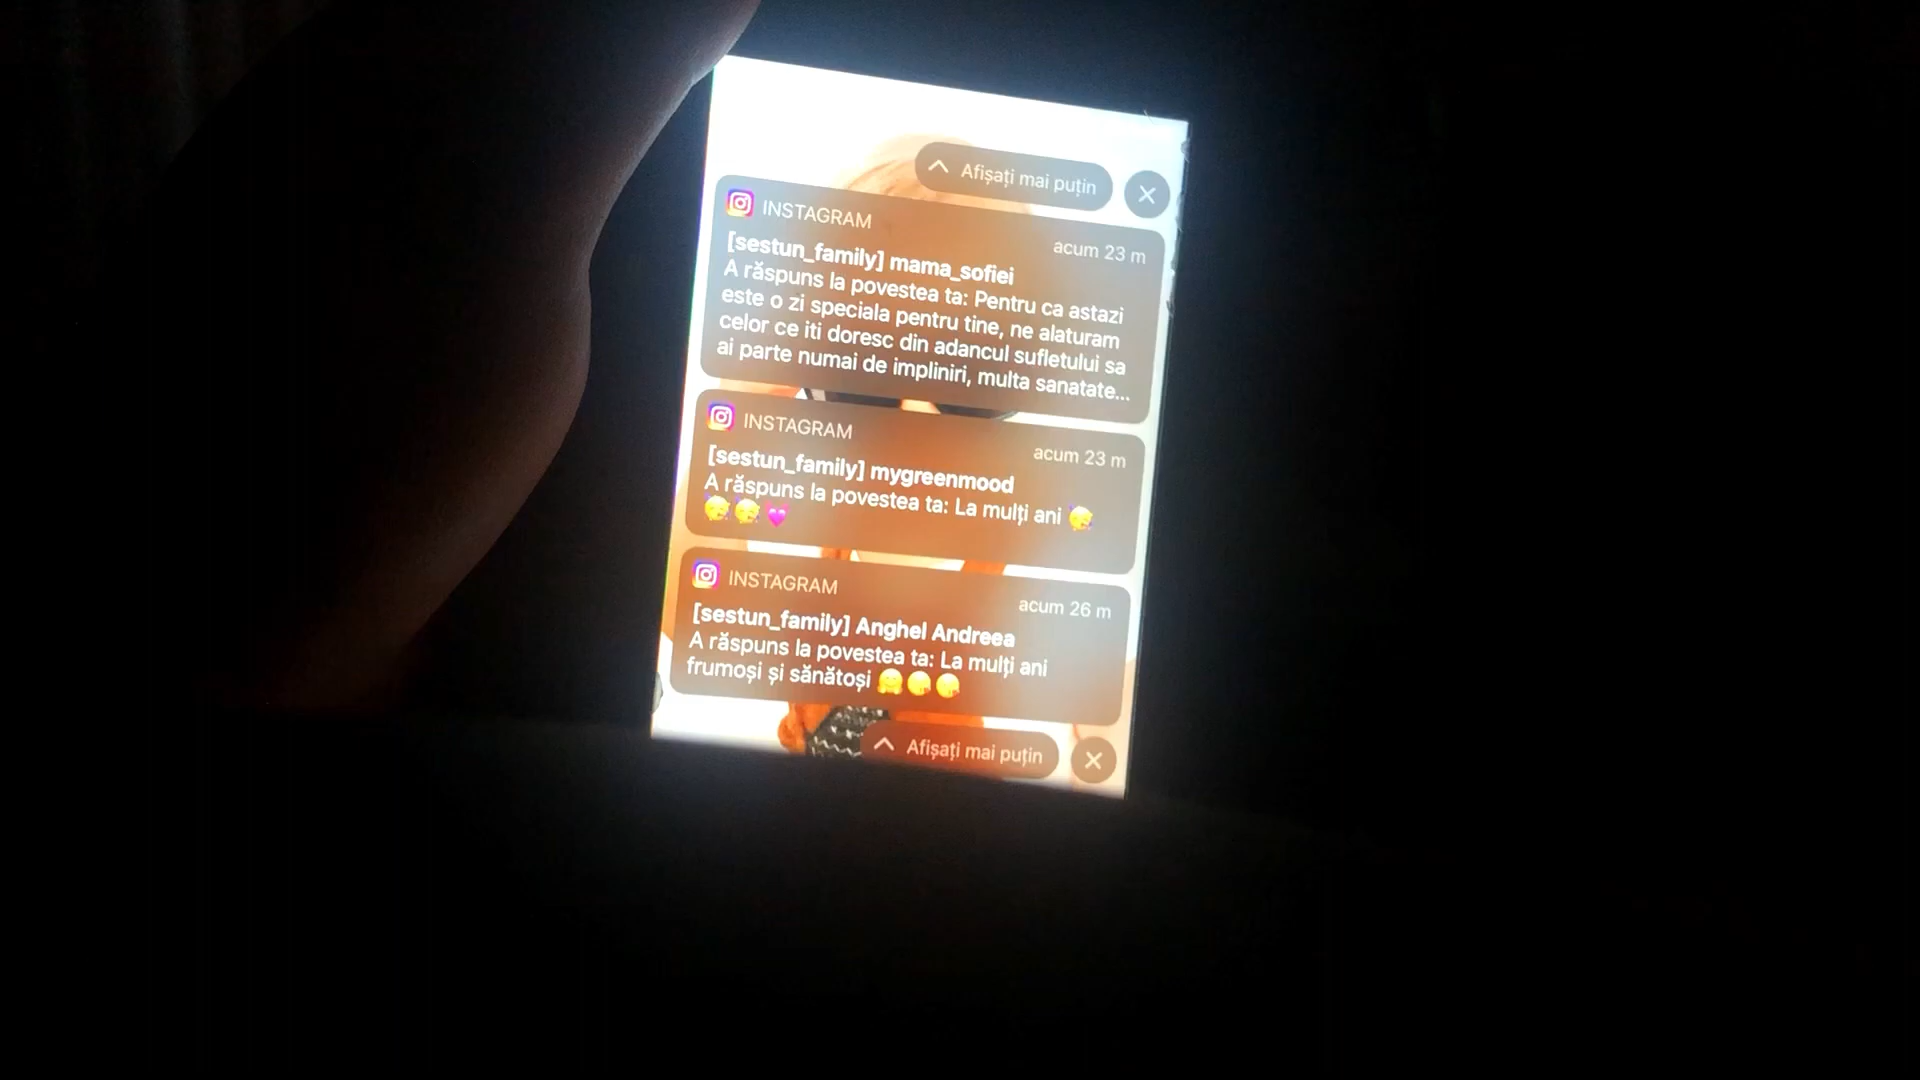 Afișați mai puțin
INSTAGRAM
acum 23 m
[sestun_family] mama_sofiei
A răspuns la povestea ta: Pentru ca astazi
este o zi speciala pentru tine, ne alaturam
celor ce iti doresc din adancul sufletului sa
ai parte numai de impliniri, multa sanatate...
INSTAGRAM
acum 23 m
[sestun_family] mygreenmood
A răspuns la povestea ta: La mulți ani 🥳
🥳🥳💗
INSTAGRAM
acum 26 m
[sestun_family] Anghel Andreea
A răspuns la povestea ta: La mulți ani
frumoși și sănătoși 🤗😘😘
Afișați mai puțin